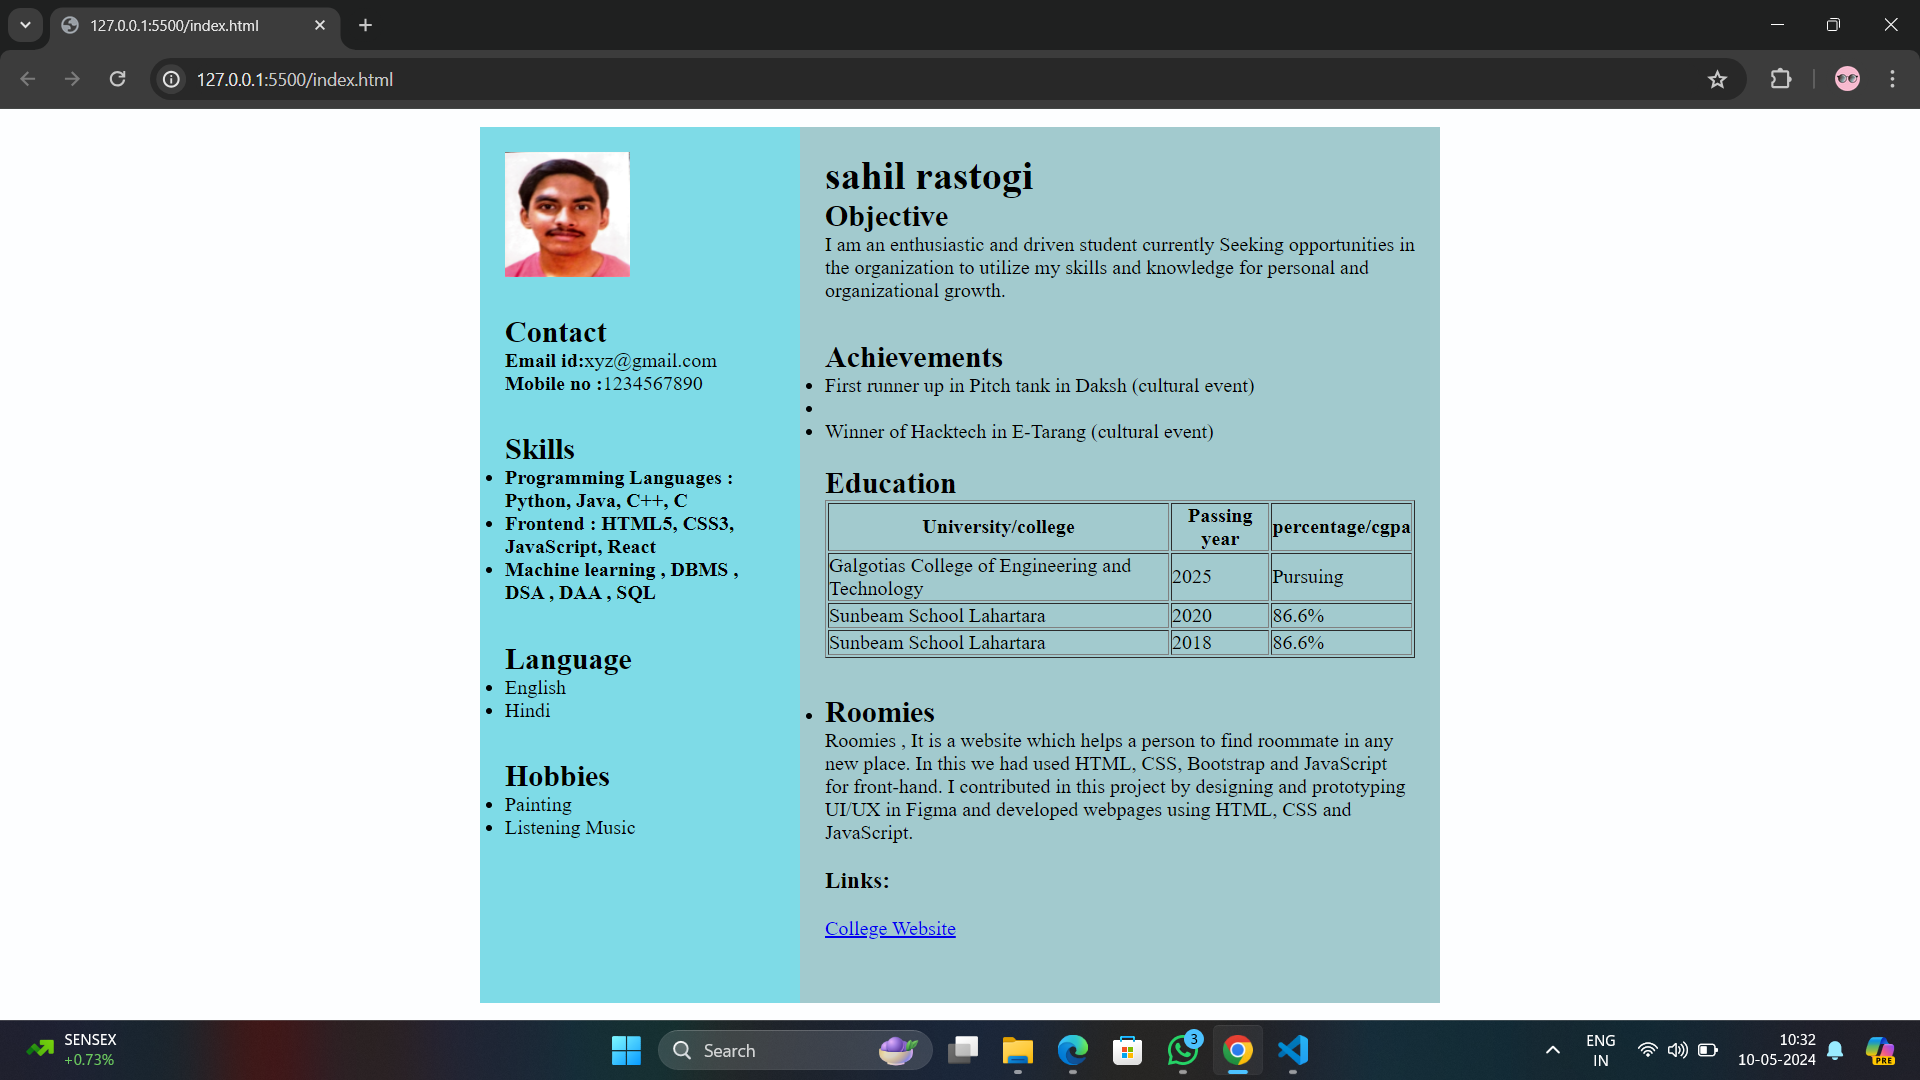 127.0.0.1:5500/index.html
127.0.0.1:5500/index.html
Contact
Email id:xyz@gmail.com
Mobile no :1234567890
Skills
Programming Languages :
Python, Java, C++, C
Frontend : HTML5, CSS3,
JavaScript, React
Machine learning , DBMS ,
DSA , DAA , SQL
Language
English
Hindi
Hobbies
Painting
Listening Music
sahil rastogi
Objective
I am an enthusiastic and driven student currently Seeking opportunities in
the organization to utilize my skills and knowledge for personal and
organizational growth.
Achievements
First runner up in Pitch tank in Daksh (cultural event)
Winner of Hacktech in E-Tarang (cultural event)
Education
University/college Passing year percentage/cgpa
Galgotias College of Engineering and
Technology 2025 Pursuing
Sunbeam School Lahartara 2020 86.6%
Sunbeam School Lahartara 2018 86.6%
Roomies
Roomies , It is a website which helps a person to find roommate in any
new place. In this we had used HTML, CSS, Bootstrap and JavaScript
for front-hand. I contributed in this project by designing and prototyping
UI/UX in Figma and developed webpages using HTML, CSS and
JavaScript.
Links:
College Website
SENSEX
+0.73%
Search
3
ENG
IN
10:32
10-05-2024
PRE